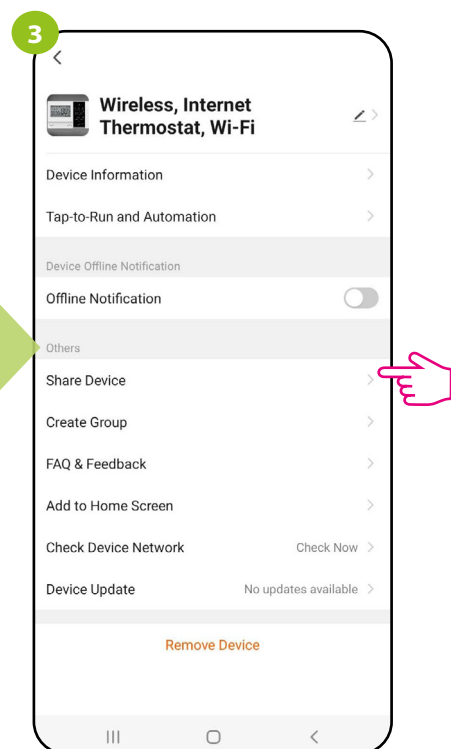 3
Wireless, Internet
Thermostat, Wi-Fi
Device Information
Tap-to-Run and Automation
Device Offline Notification
Offline Notification
Others
Share Device
Create Group
FAQ & Feedback
Add to Home Screen
Check Device Network Check Now
Device Update No updates available
Remove Device